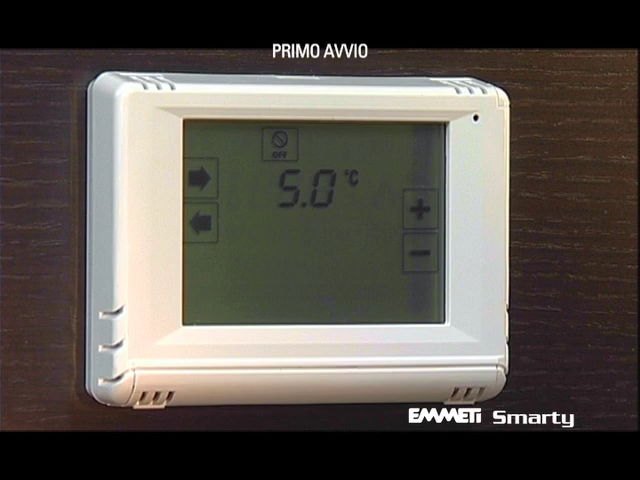 PRIMO AVVIO
OFF
5.0 °C
+
−
EMMETI Smarty